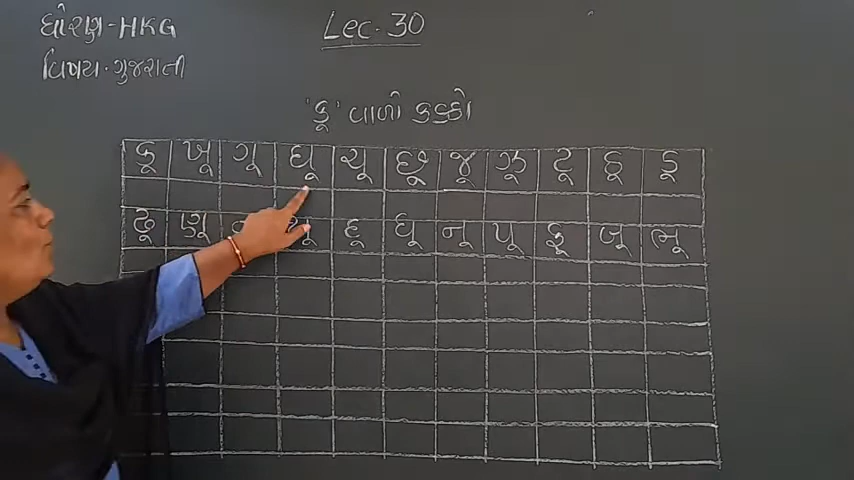 ધોરણ-HKG
Lec. 30
વિષય. ગુજરાતી
'કૂ' વાળો કક્કો
કૂ ખૂ ગૂ ઘૂ ચૂ છૂ જૂ ઝૂ ટૂ ઠૂ ડૂ
ઢૂ ણૂ થૂ દૂ ધૂ નૂ પૂ ફૂ બૂ ભૂ